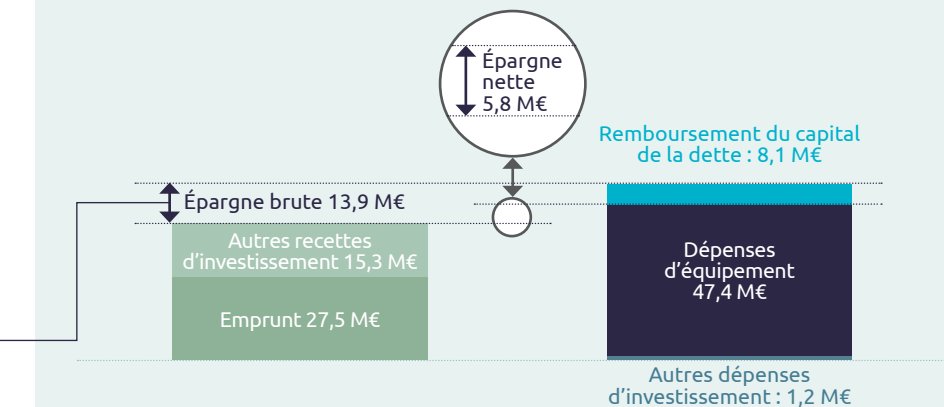 Épargne
nette
5,8 M€
Remboursement du capital
de la dette : 8,1 M€
Épargne brute 13,9 M€
Autres recettes
d'investissement 15,3 M€
Emprunt 27,5 M€
Dépenses
d'équipement
47,4 M€
Autres dépenses
d'investissement : 1,2 M€